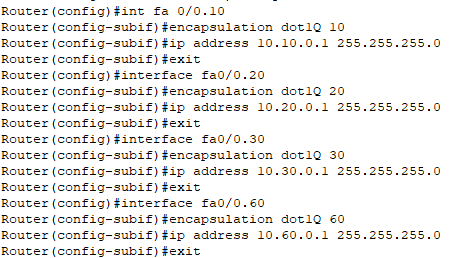 Router(config)#int fa 0/0.10
Router(config-subif)#encapsulation dot1Q 10
Router(config-subif)#ip address 10.10.0.1 255.255.255.0
Router(config-subif)#exit
Router(config)#interface fa0/0.20
Router(config-subif)#encapsulation dot1Q 20
Router(config-subif)#ip address 10.20.0.1 255.255.255.0
Router(config-subif)#exit
Router(config)#interface fa0/0.30
Router(config-subif)#encapsulation dot1Q 30
Router(config-subif)#ip address 10.30.0.1 255.255.255.0
Router(config-subif)#exit
Router(config)#interface fa0/0.60
Router(config-subif)#encapsulation dot1Q 60
Router(config-subif)#ip address 10.60.0.1 255.255.255.0
Router(config-subif)#exit